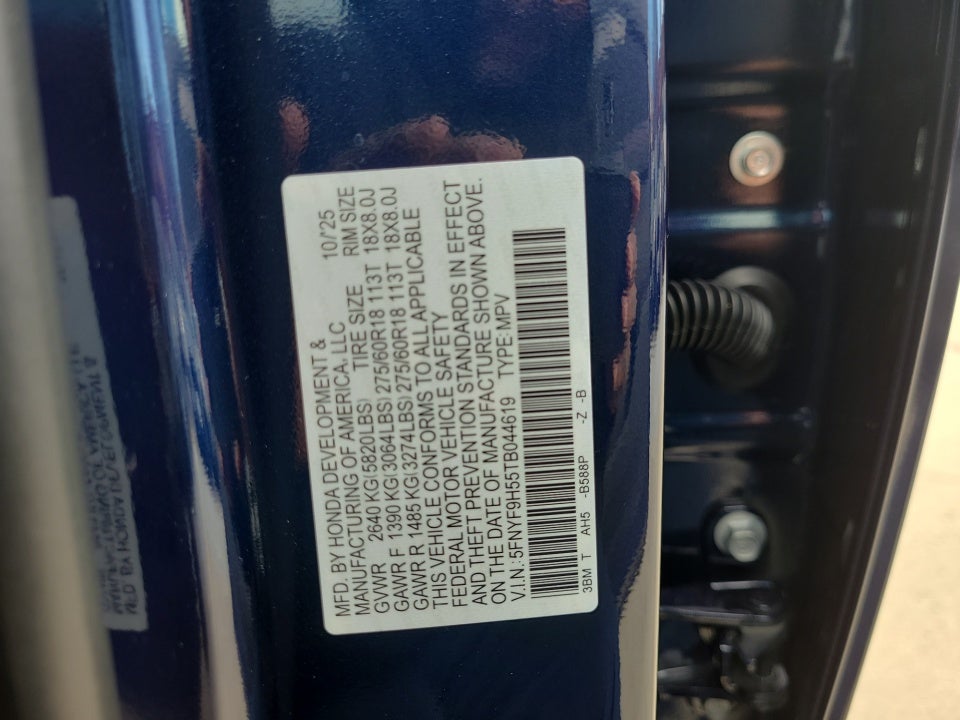 MFD. BY HONDA DEVELOPMENT &
MANUFACTURING OF AMERICA, LLC 10/'25
GVWR 2640 KG(5820LBS) TIRE SIZE RIM SIZE
GAWR F 1390 KG(3064LBS) 275/60R18 113T 18X8.0J
GAWR R 1485 KG(3274LBS) 275/60R18 113T 18X8.0J
THIS VEHICLE CONFORMS TO ALL APPLICABLE
FEDERAL MOTOR VEHICLE SAFETY
AND THEFT PREVENTION STANDARDS IN EFFECT
ON THE DATE OF MANUFACTURE SHOWN ABOVE.
V.I.N.: 5FNYF9H55TB044619 TYPE: MPV
3BM T AH5 -B588P -Z -B